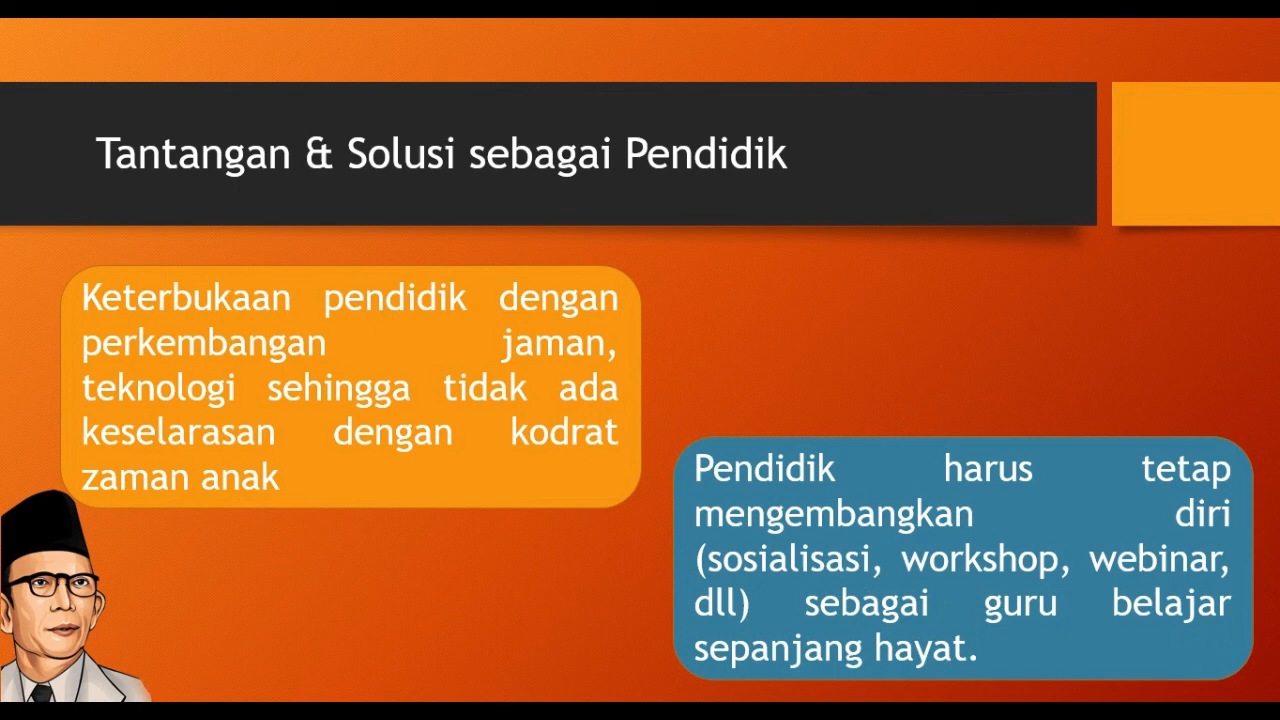 Tantangan & Solusi sebagai Pendidik
Keterbukaan pendidik dengan
perkembangan jaman,
teknologi sehingga tidak ada
keselarasan dengan kodrat
zaman anak
Pendidik harus tetap
mengembangkan diri
(sosialisasi, workshop, webinar,
dll) sebagai guru belajar
sepanjang hayat.